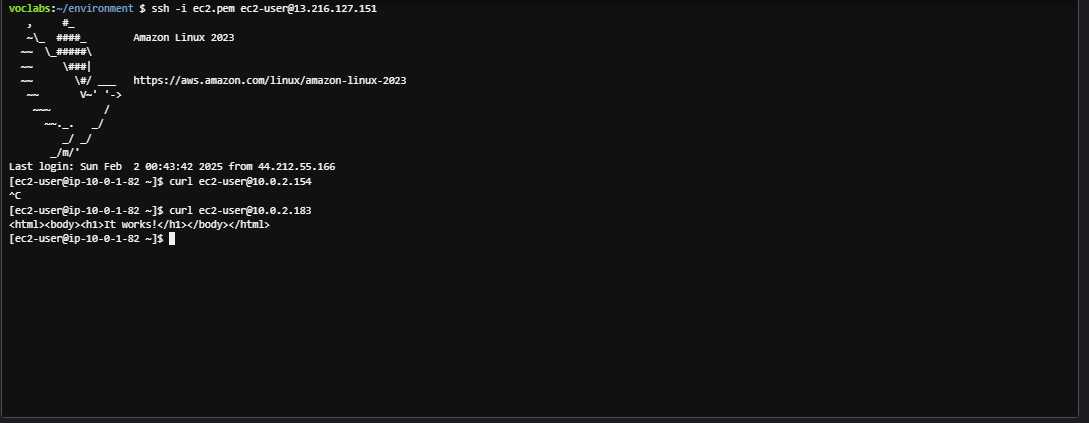 voclabs:~/environment $ ssh -i ec2.pem ec2-user@13.216.127.151
   ,     #_
   ~\_  ####_        Amazon Linux 2023
  ~~  \_#####\
  ~~     \###|
  ~~       \#/ ___   https://aws.amazon.com/linux/amazon-linux-2023
   ~~       V~' '->
    ~~~         /
      ~~._.   _/
         _/ _/
       _/m/'
Last login: Sun Feb  2 00:43:42 2025 from 44.212.55.166
[ec2-user@ip-10-0-1-82 ~]$ curl ec2-user@10.0.2.154
^C
[ec2-user@ip-10-0-1-82 ~]$ curl ec2-user@10.0.2.183
<html><body><h1>It works!</h1></body></html>
[ec2-user@ip-10-0-1-82 ~]$